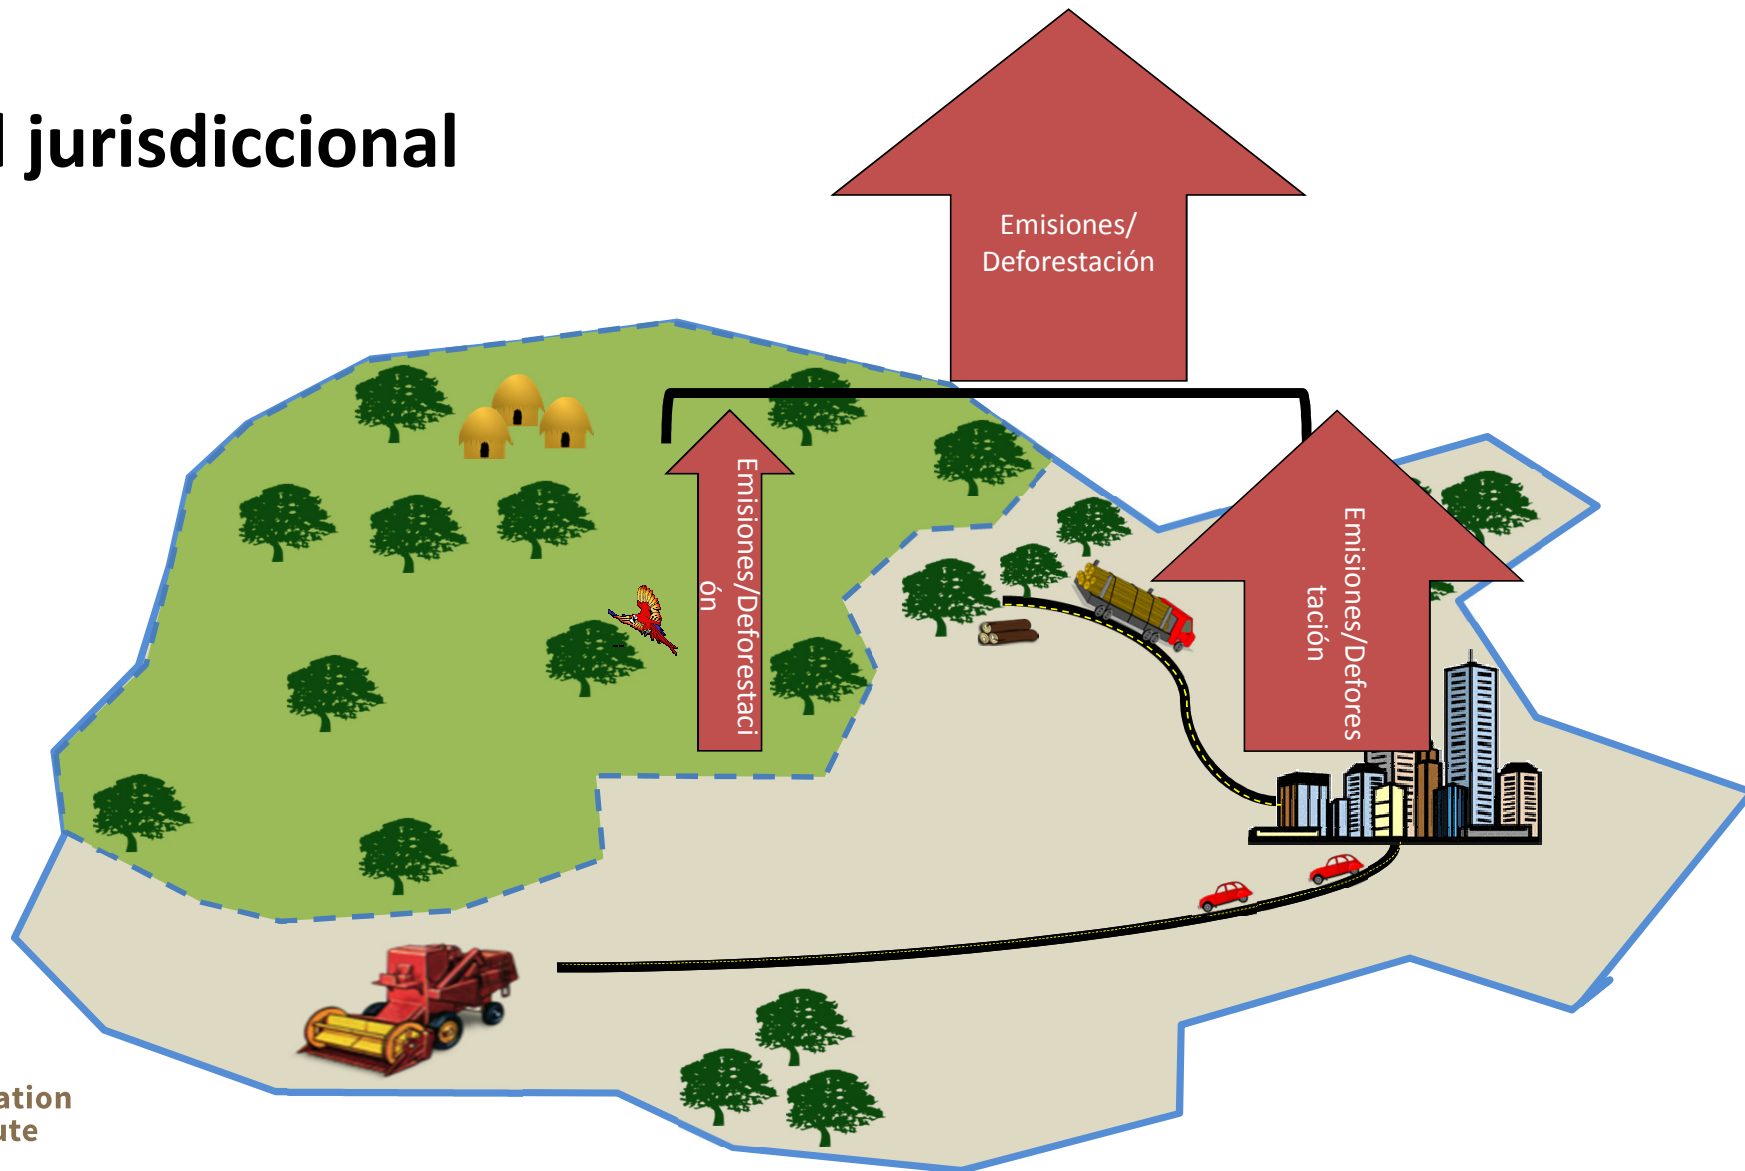 l jurisdiccional
Emisiones/
Deforestación
Emisiones/Deforestaci
ón
Emisiones/Defores
tación
ation
ute